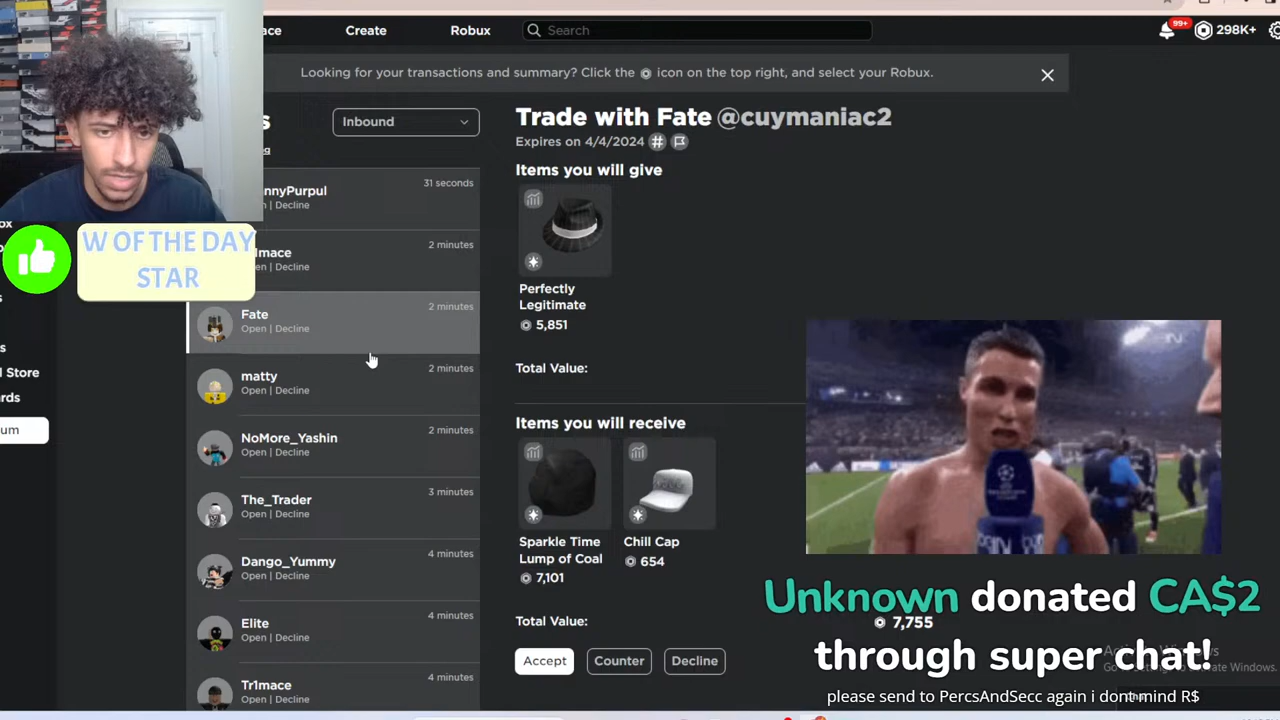 ace
Create
Robux
Search
99+
298K+
Looking for your transactions and summary? Click the icon on the top right, and select your Robux.
Inbound
Trade with Fate @cuymaniac2
Expires on 4/4/2024
Items you will give
Perfectly
Legitimate
5,851
Total Value:
Items you will receive
Sparkle Time
Lump of Coal
7,101
Chill Cap
654
Total Value:
7,755
Accept
Counter
Decline
nnyPurpul
31 seconds
Decline
mace
2 minutes
en | Decline
Fate
2 minutes
Open | Decline
matty
2 minutes
Open | Decline
NoMore_Yashin
2 minutes
Open | Decline
The_Trader
3 minutes
Open | Decline
Dango_Yummy
4 minutes
Open | Decline
Elite
4 minutes
Open | Decline
Tr1mace
4 minutes
Open | Decline
W OF THE DAY
STAR
l Store
um
Unknown donated CA$2
through super chat!
please send to PercsAndSecc again i dont mind R$